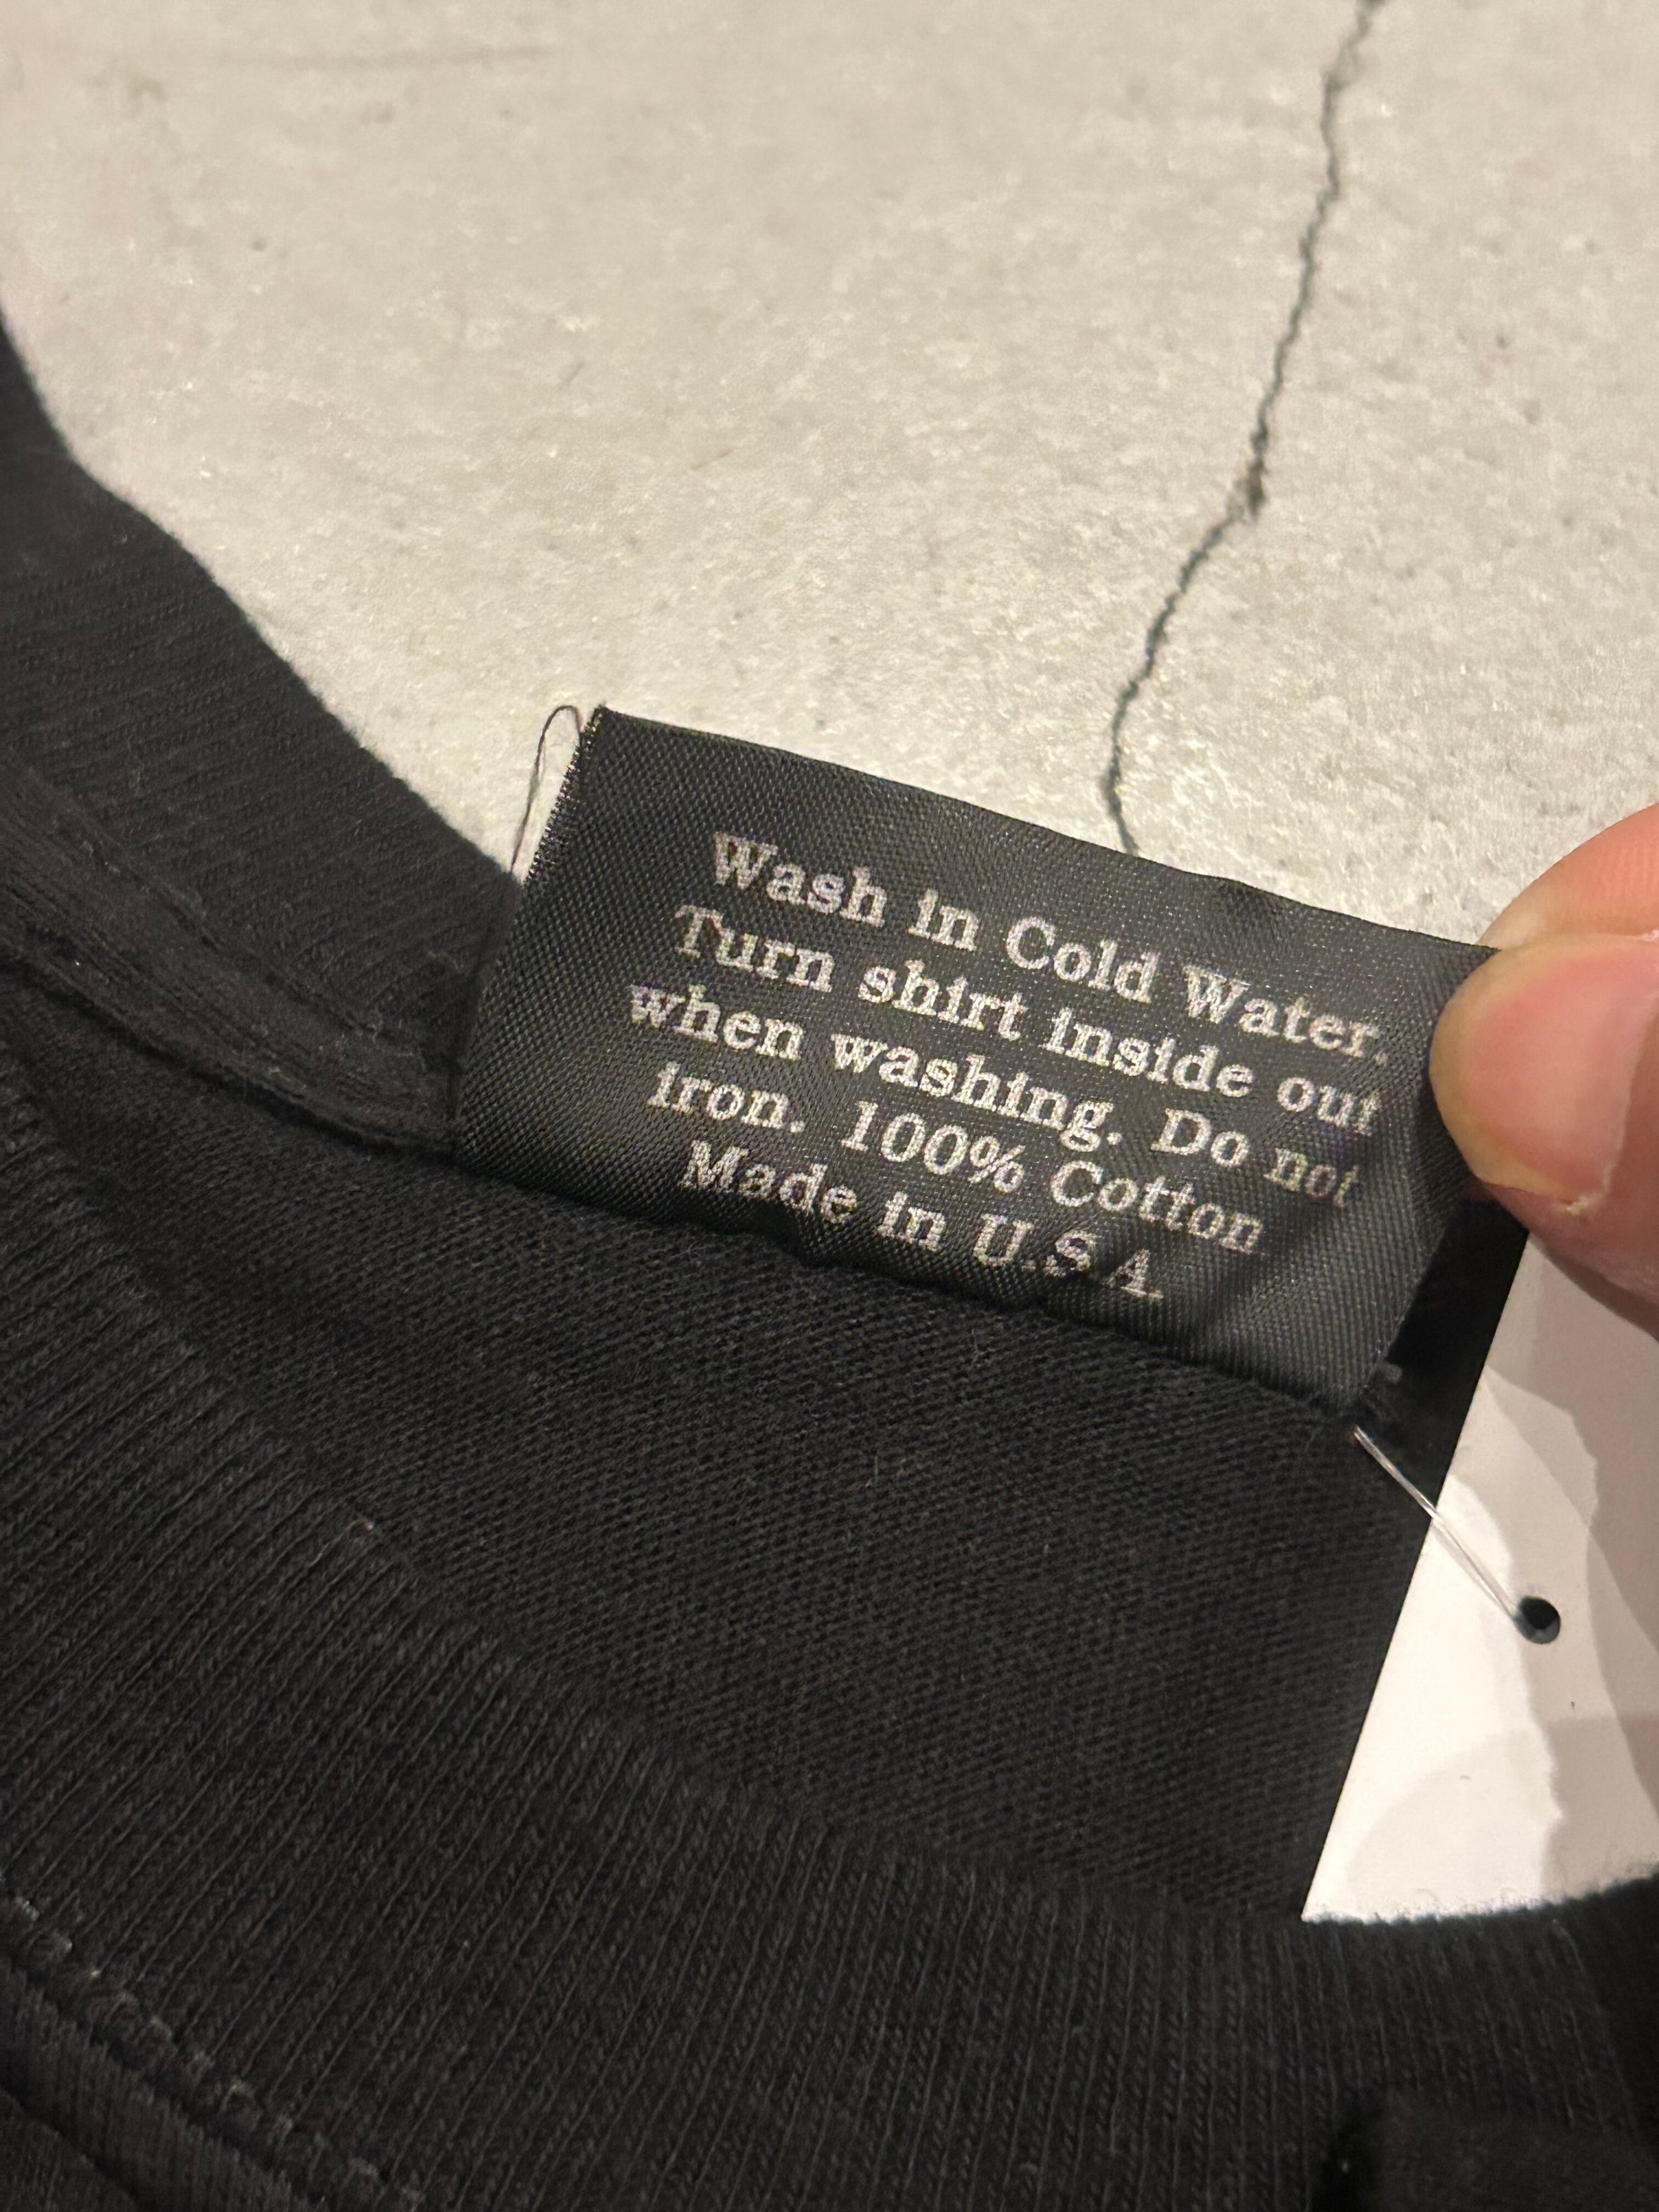 Wash in Cold Water.
Turn shirt inside out
when washing. Do not
iron. 100% Cotton
Made in U.S.A.